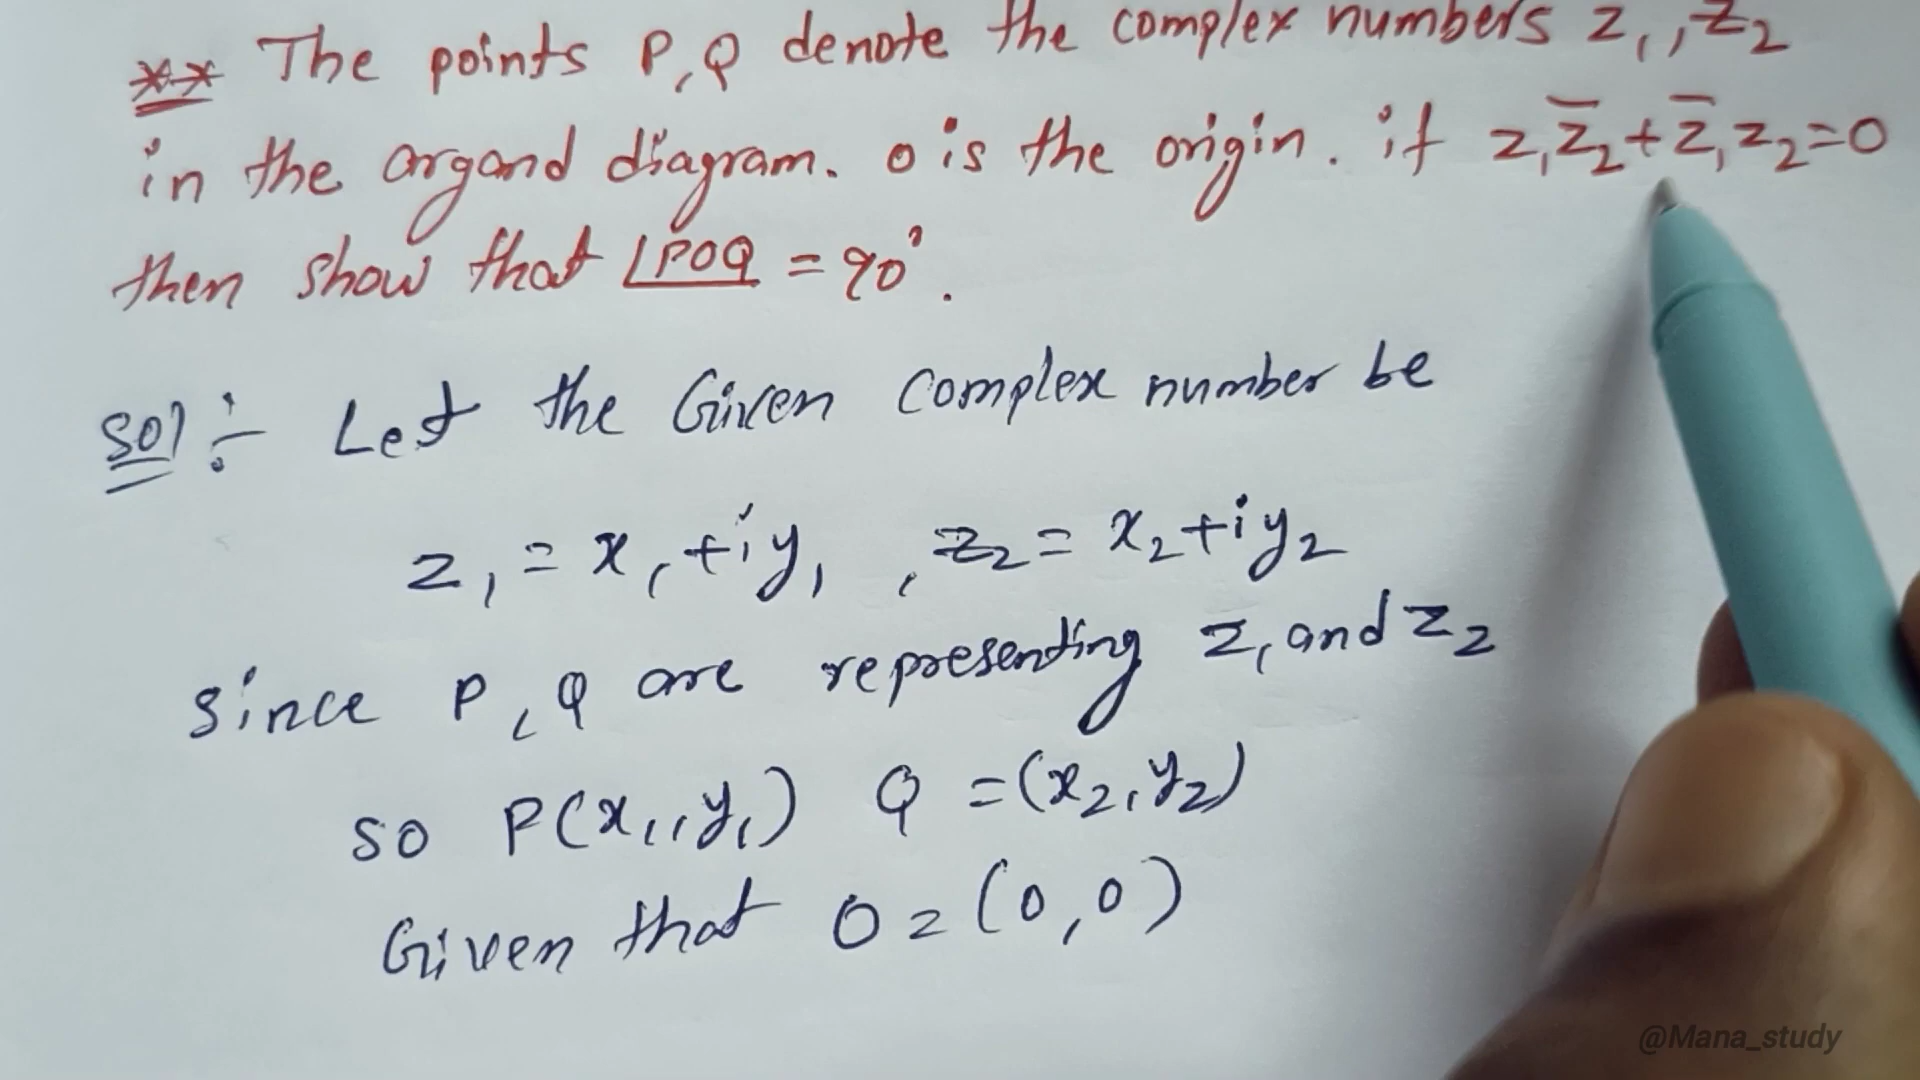 ** The points P, Q denote the complex numbers z₁, z₂
in the argand diagram. o is the origin. if z₁z̄₂+z̄₁z₂=0
then show that ∠POQ = 90°.
Sol :- Let the Given complex number be
z₁ = x₁+iy₁, z₂ = x₂+iy₂
since P, Q are representing z₁ and z₂
so P(x₁,y₁) Q =(x₂,y₂)
Given that O = (0,0)
@Mana_study